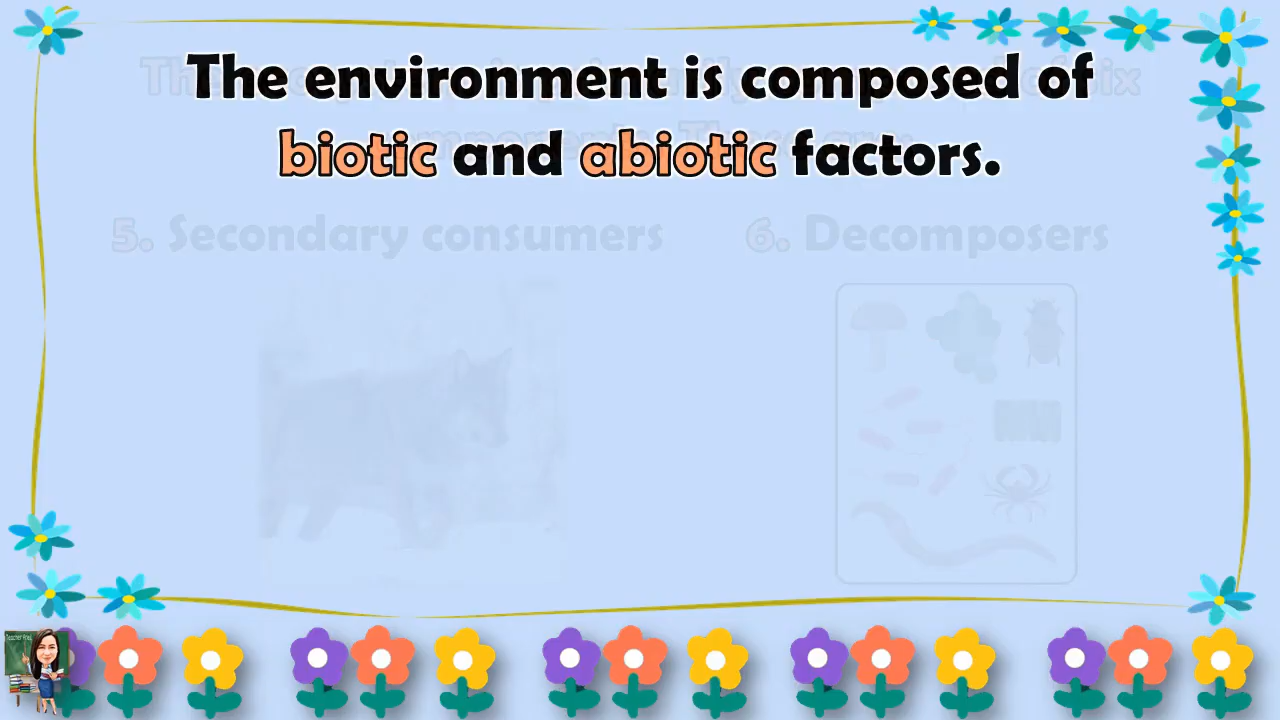 The environment is composed of
biotic and abiotic factors.
5. Secondary consumers
6. Decomposers